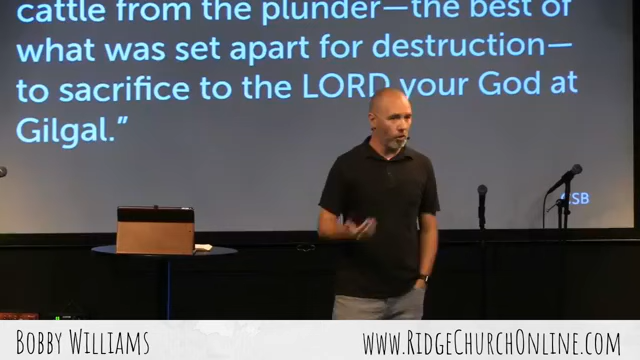 cattle from the plunder—the best of
what was set apart for destruction—
to sacrifice to the LORD your God at
Gilgal.”
CSB
BOBBY WILLIAMS
WWW.RIDGECHURCHONLINE.COM